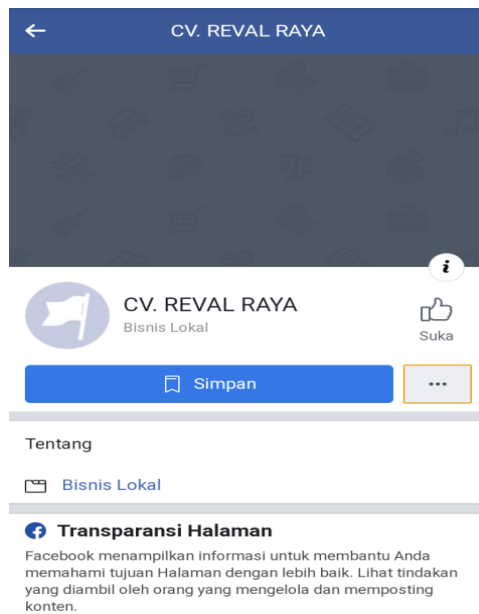 CV. REVAL RAYA
CV. REVAL RAYA
Bisnis Lokal
Suka
Simpan
Tentang
Bisnis Lokal
Transparansi Halaman
Facebook menampilkan informasi untuk membantu Anda
memahami tujuan Halaman dengan lebih baik. Lihat tindakan
yang diambil oleh orang yang mengelola dan memposting
konten.